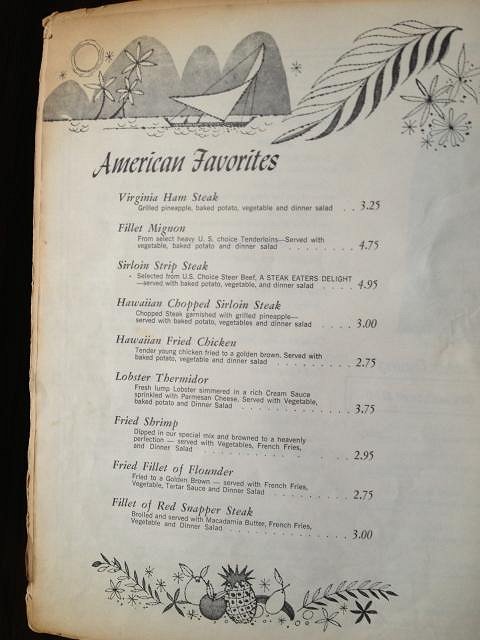 American Favorites
Virginia Ham Steak
Grilled pineapple, baked potato, vegetable and dinner salad . . 3.25
Fillet Mignon
From select heavy U. S. choice Tenderloins—Served with
vegetable, baked potato and dinner salad . . . . . . . . 4.75
Sirloin Strip Steak
Selected from U.S. Choice Steer Beef, A STEAK EATERS DELIGHT
—served with baked potato, vegetable, and dinner salad . . . . 4.95
Hawaiian Chopped Sirloin Steak
Chopped Steak garnished with grilled pineapple—
served with baked potato, vegetables and dinner salad . . . . 3.00
Hawaiian Fried Chicken
Tender young chicken fried to a golden brown. Served with
baked potato, vegetable and dinner salad . . . . . . . . 2.75
Lobster Thermidor
Fresh lump Lobster simmered in a rich Cream Sauce
sprinkled with Parmesan Cheese. Served with Vegetable,
baked potato and Dinner Salad . . . . . . . . . . . 3.75
Fried Shrimp
Dipped in our special mix and browned to a heavenly
perfection — served with Vegetables, French Fries,
and Dinner Salad . . . . . . . . . . . . 2.95
Fried Fillet of Flounder
Fried to a Golden Brown — served with French Fries,
Vegetable, Tartar Sauce and Dinner Salad . . . . . . . . 2.75
Fillet of Red Snapper Steak
Broiled and served with Macadamia Butter, French Fries,
Vegetable and Dinner Salad . . . . . . . . . . . . 3.00